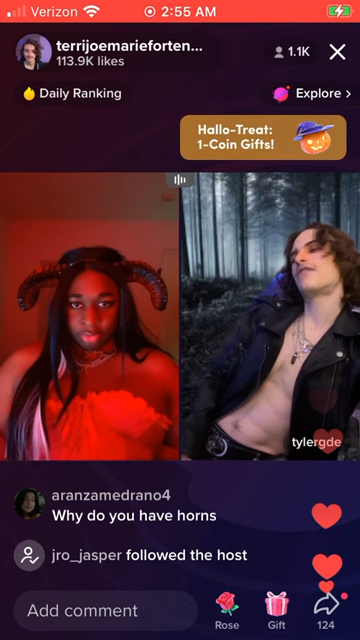 Verizon 2:55 AM
terrijoemarieforten...
113.9K likes
1.1K
Daily Ranking
Explore >
Hallo-Treat:
1-Coin Gifts!
tylergde
aranzamedrano4
Why do you have horns
jro_jasper followed the host
Add comment
Rose
Gift
124